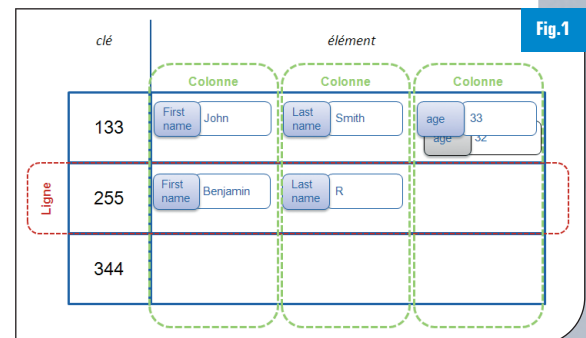 Fig.1
clé élément
Colonne Colonne Colonne
133 First name John Last name Smith age 33
age 32
Ligne
255 First name Benjamin Last name R
344